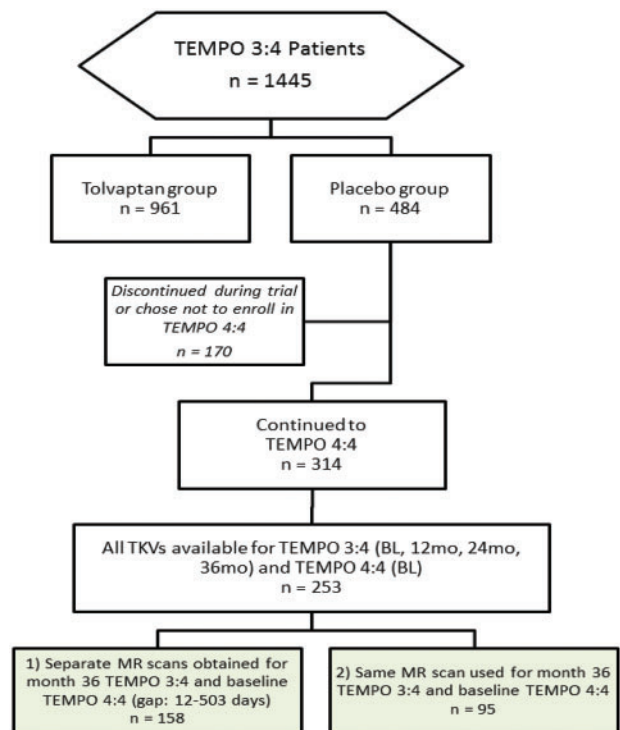 TEMPO 3:4 Patients
n = 1445
Tolvaptan group
n = 961
Placebo group
n = 484
Discontinued during trial
or chose not to enroll in
TEMPO 4:4
n = 170
Continued to
TEMPO 4:4
n = 314
All TKVs available for TEMPO 3:4 (BL, 12mo, 24mo,
36mo) and TEMPO 4:4 (BL)
n = 253
1) Separate MR scans obtained for
month 36 TEMPO 3:4 and baseline
TEMPO 4:4 (gap: 12-503 days)
n = 158
2) Same MR scan used for month 36
TEMPO 3:4 and baseline TEMPO 4:4
n = 95